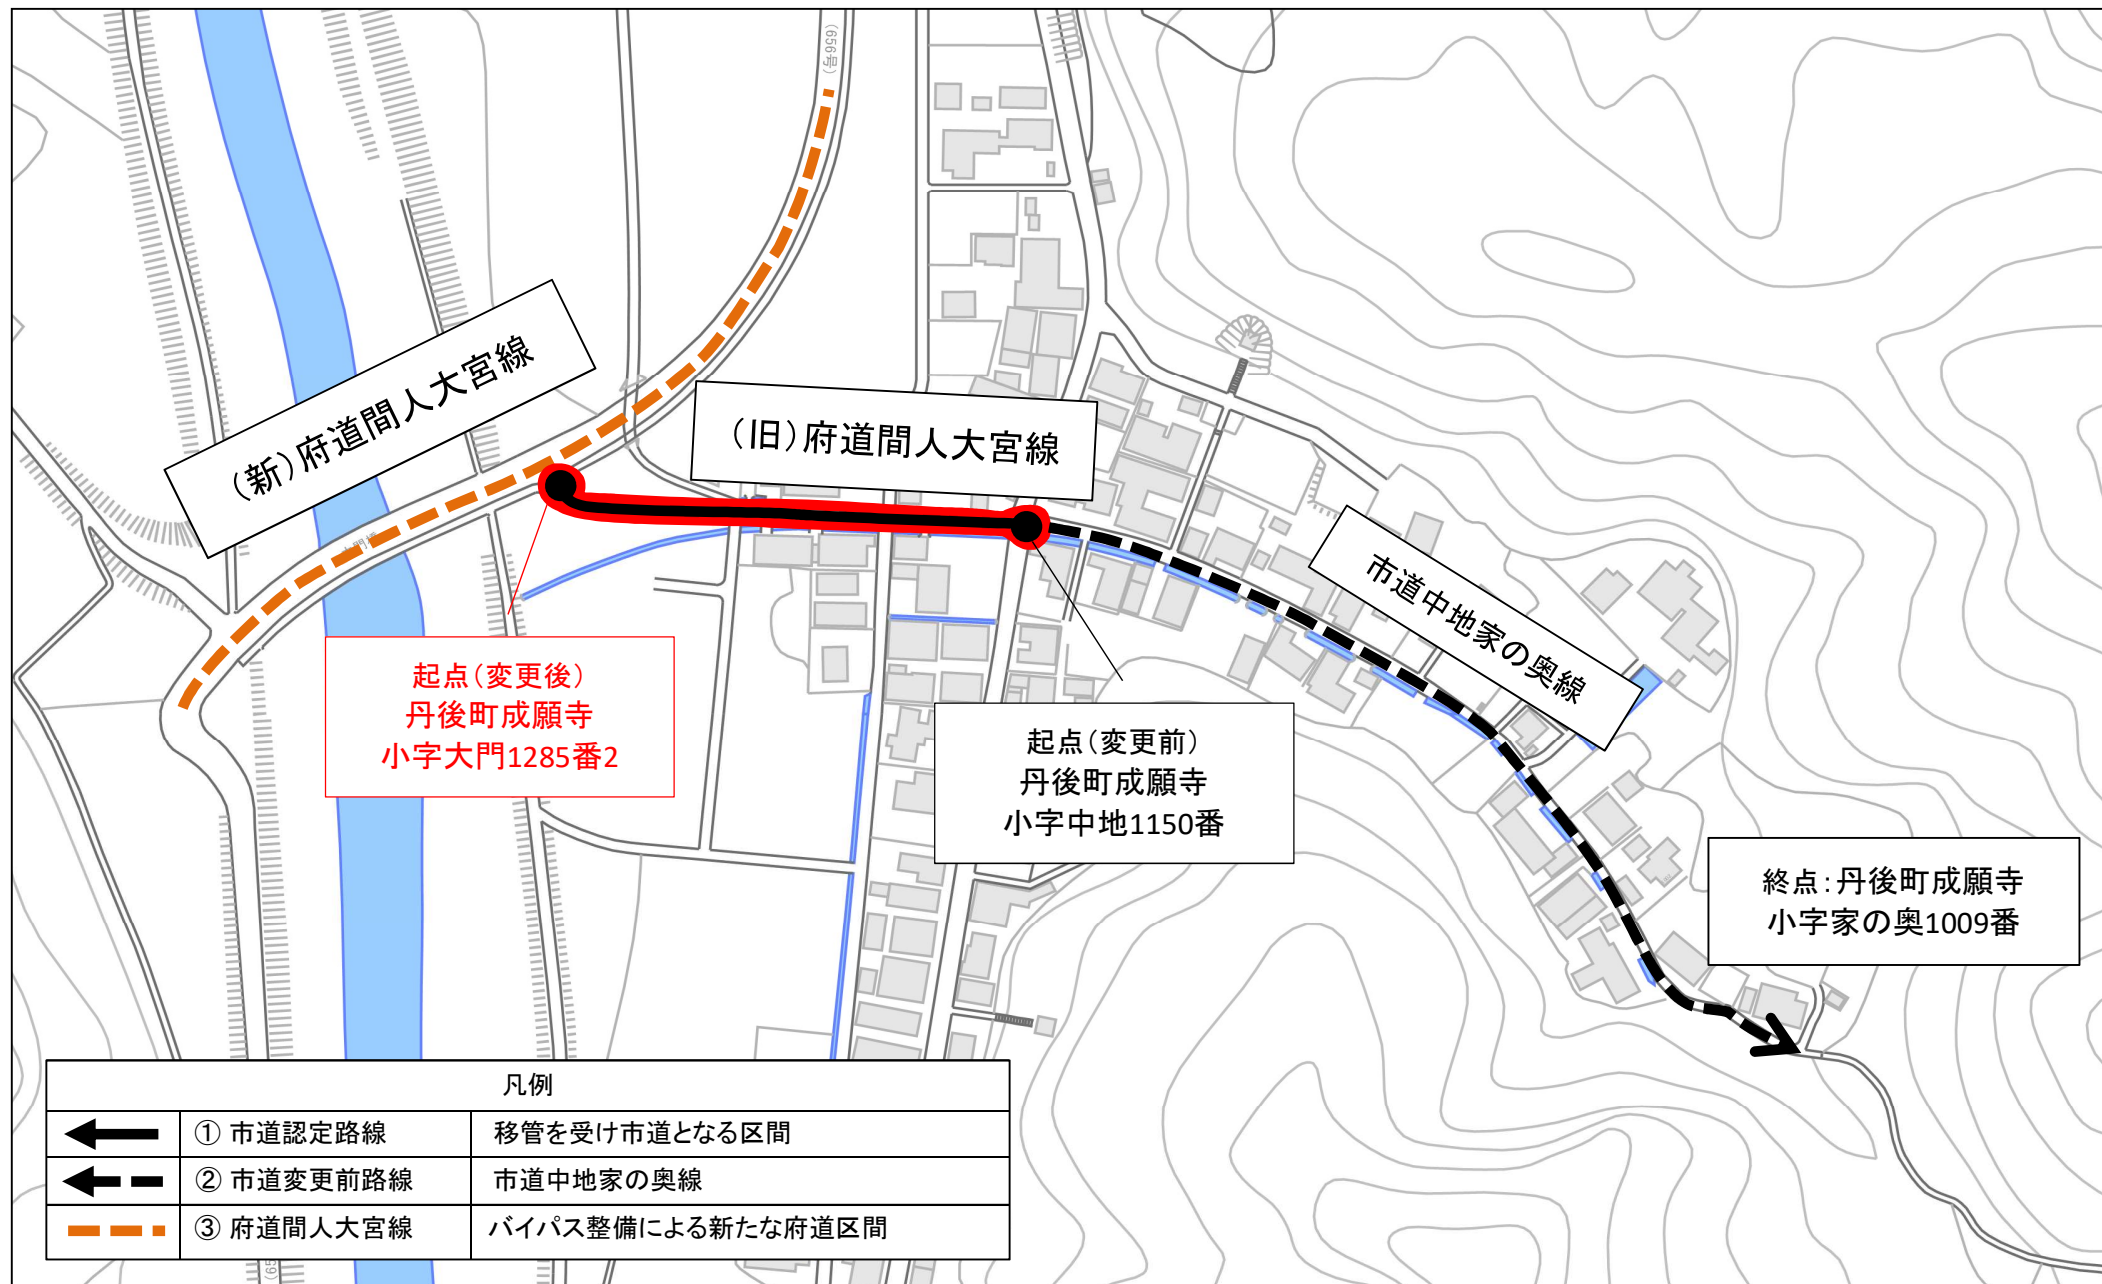 (656号)
(新)府道間人大宮線
(旧)府道間人大宮線
市道中地家の奥線
起点(変更後)
丹後町成願寺
小字大門1285番2
起点(変更前)
丹後町成願寺
小字中地1150番
終点:丹後町成願寺
小字家の奥1009番
凡例
① 市道認定路線 移管を受け市道となる区間
② 市道変更前路線 市道中地家の奥線
③ 府道間人大宮線 バイパス整備による新たな府道区間